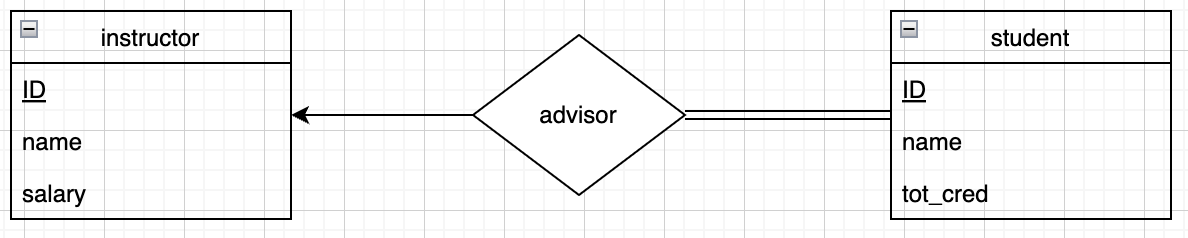 instructor
ID
name
salary
advisor
student
ID
name
tot_cred